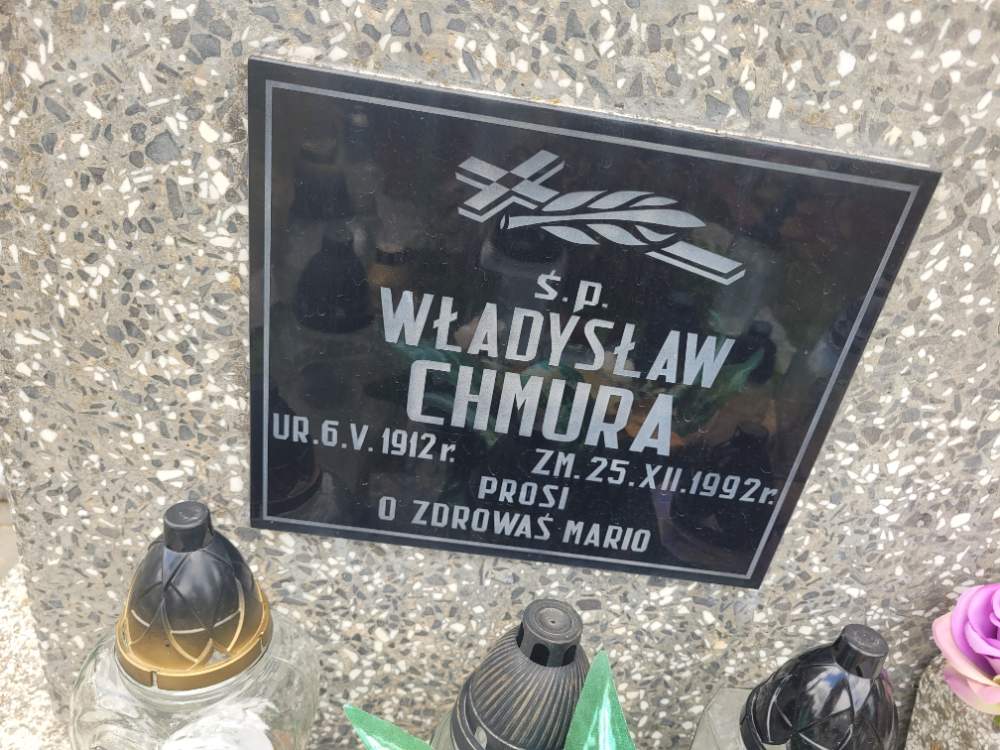 ś.p.
WŁADYSŁAW
CHMURA
UR.6.V.1912r. ZM.25.XII.1992r.
PROSI
O ZDROWAŚ MARIO